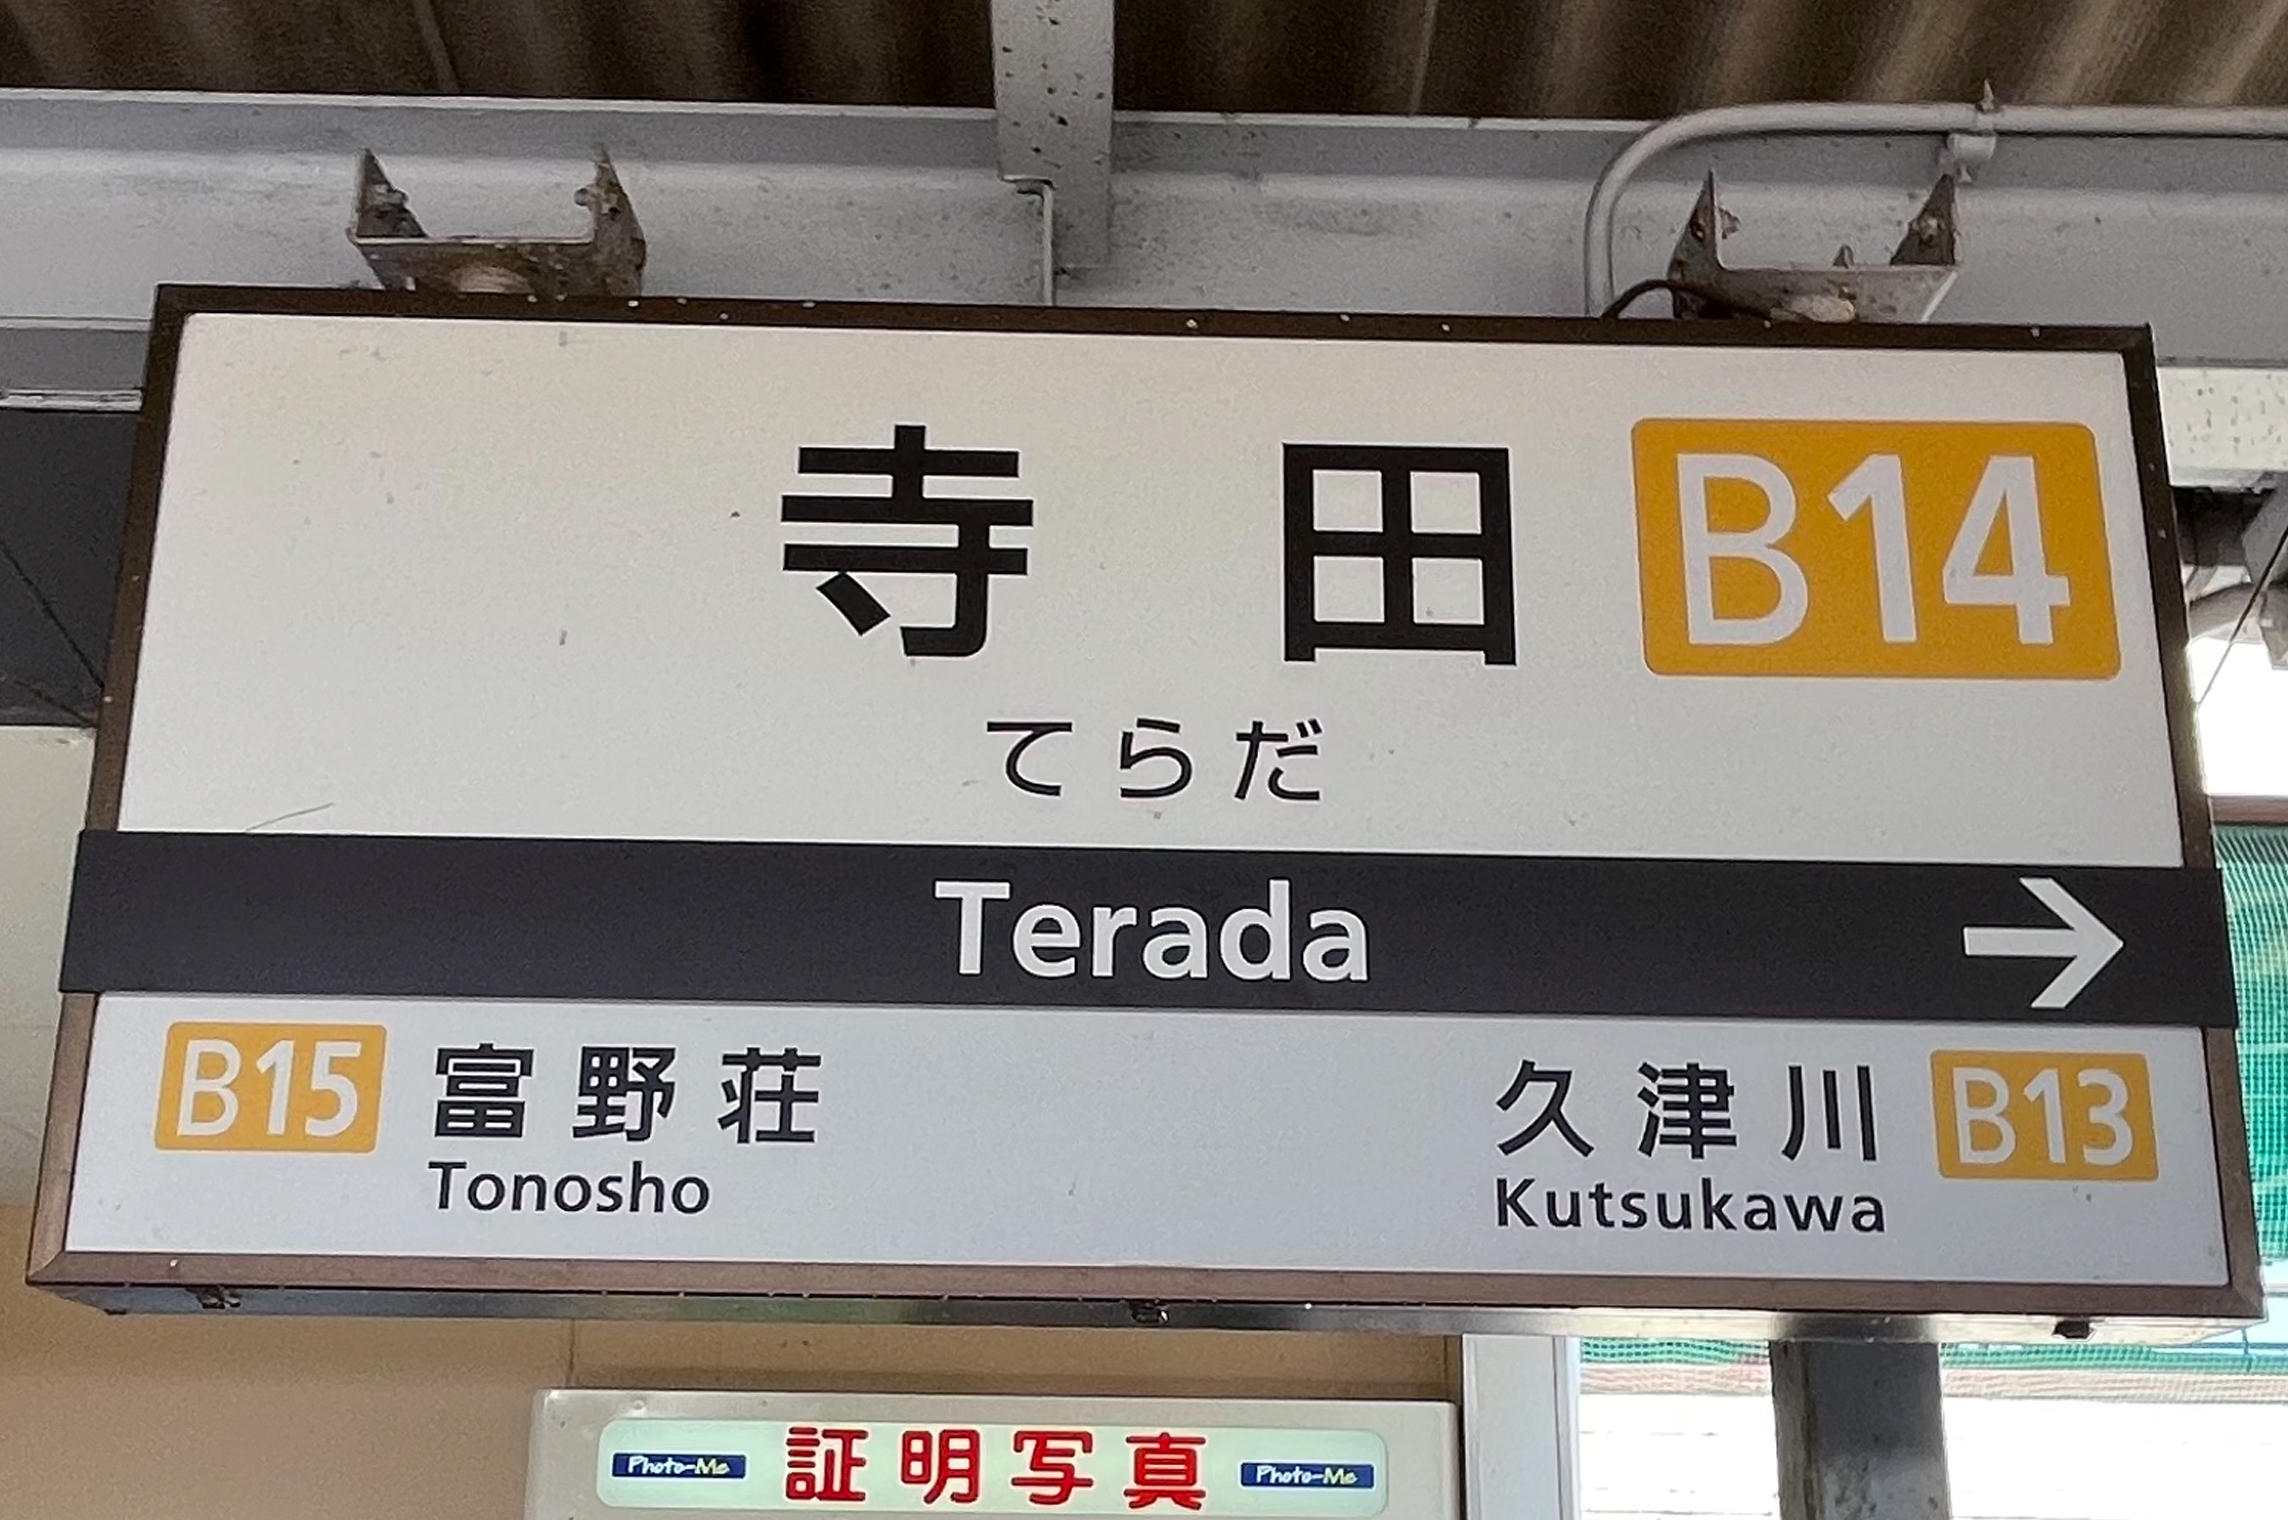 寺田 B14
てらだ
Terada →
B15 富野荘
Tonosho
久津川 B13
Kutsukawa
Photo-Me 証明写真 Photo-Me